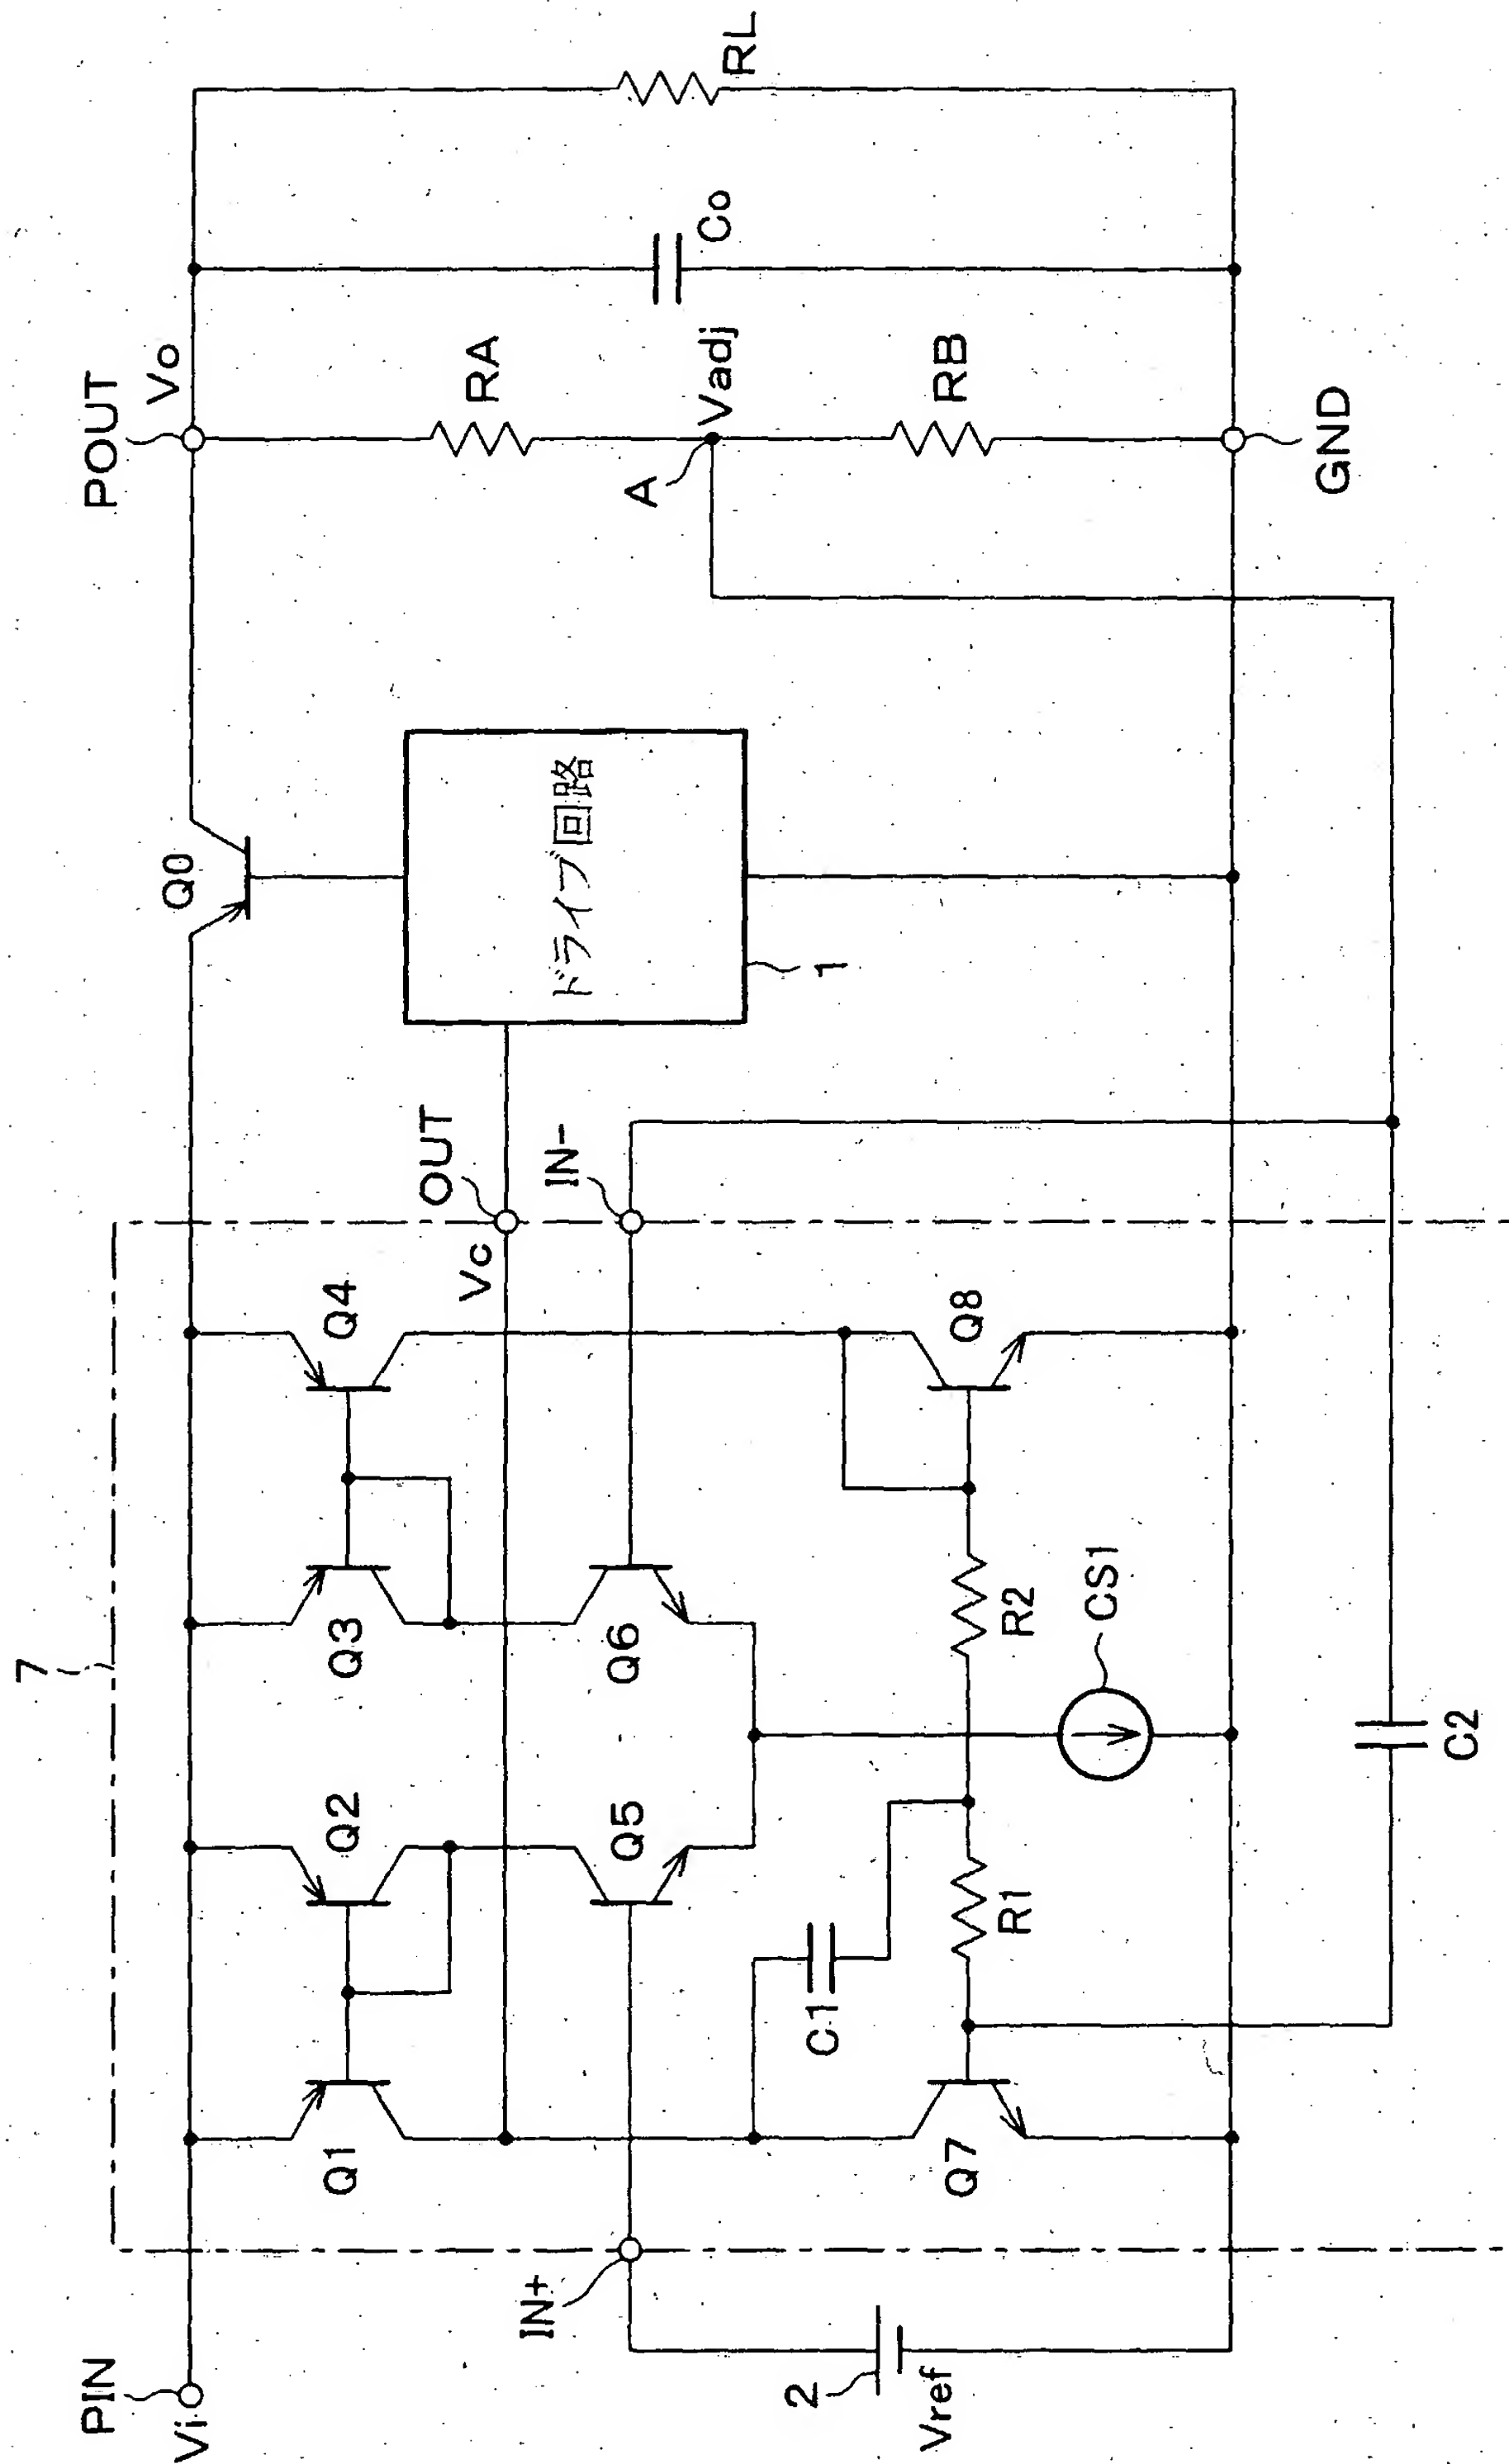 PIN
Vi
7
Q1
Q2
Q3
Q4
Q0
POUT
Vo
OUT
Vc
IN-
IN+
Q5
Q6
ドライブ回路
1
RA
A
Vadj
RB
Co
RL
C1
R1
R2
Q7
Q8
CS1
2
Vref
GND
C2